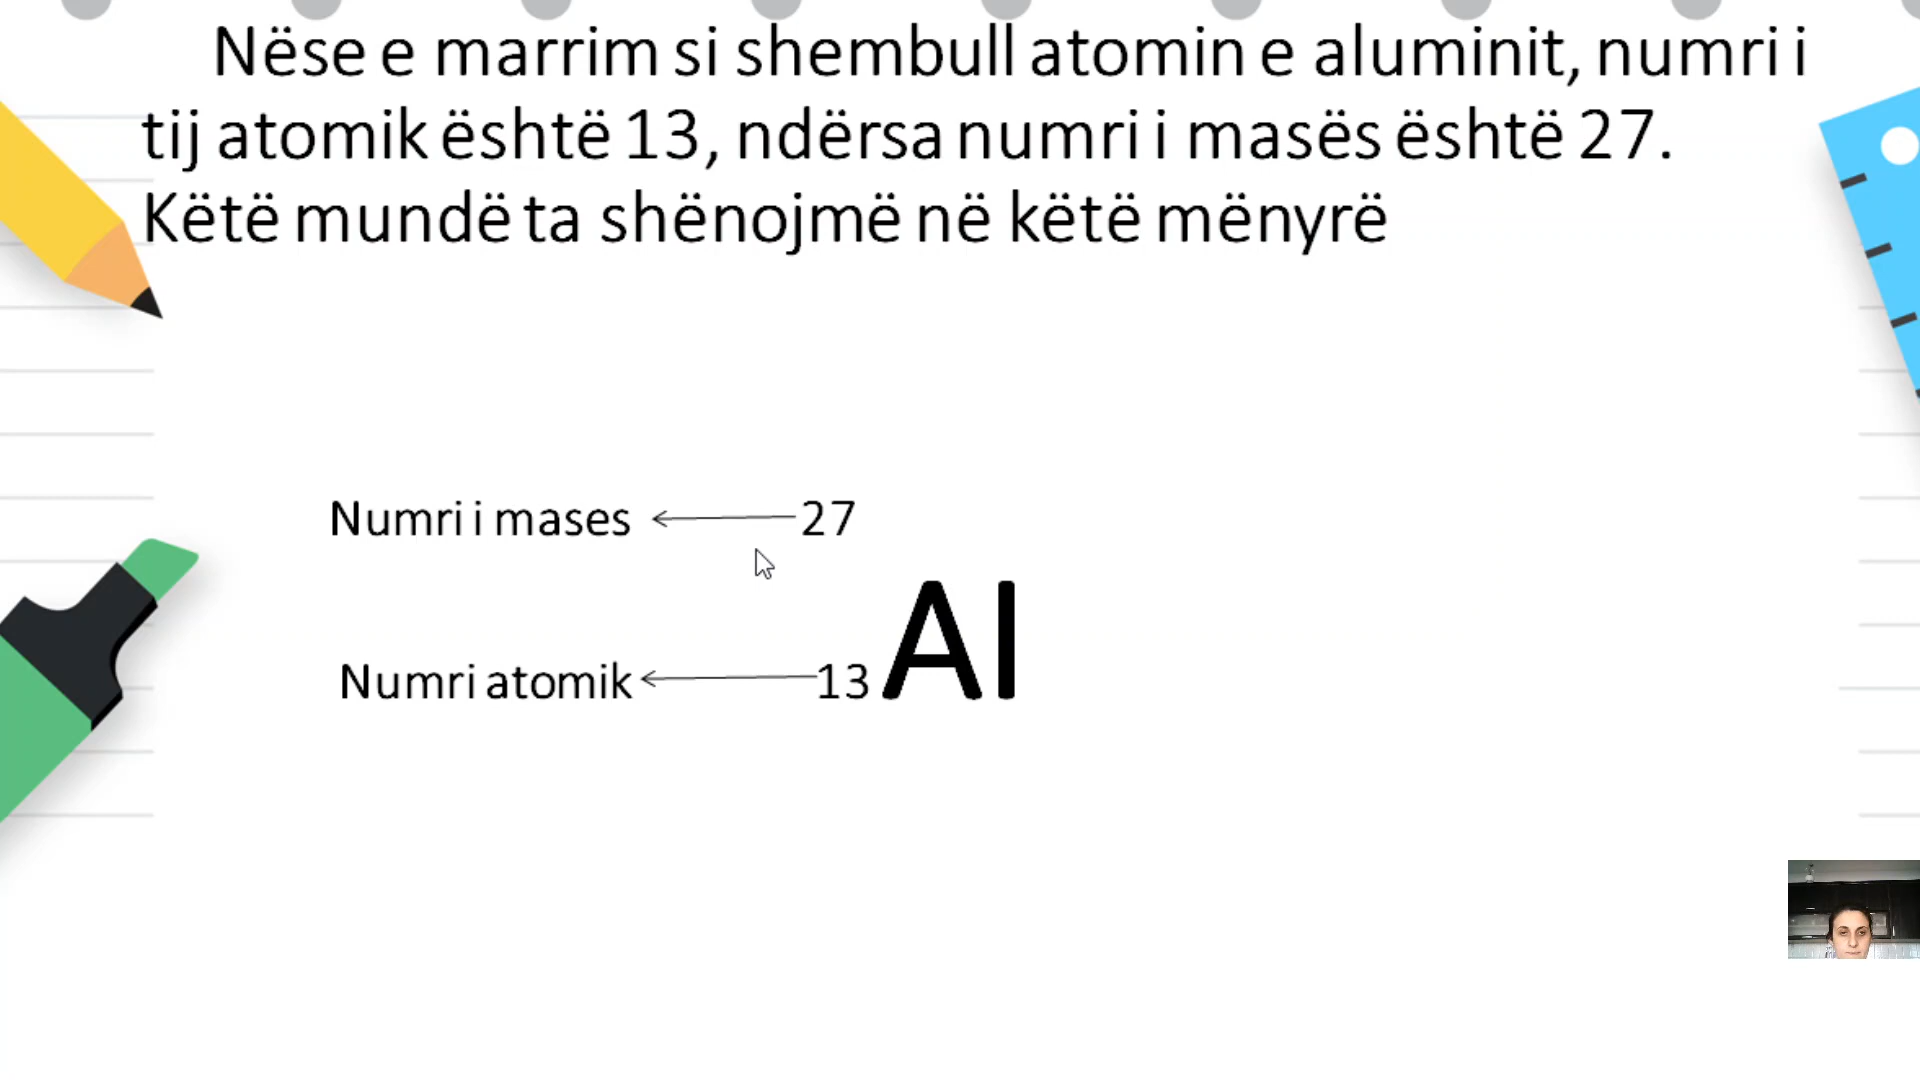 Nëse e marrim si shembull atomin e aluminit, numri i
tij atomik është 13, ndërsa numri i masës është 27.
Këtë mundë ta shënojmë në këtë mënyrë
Numri i mases 27
Numri atomik 13 Al